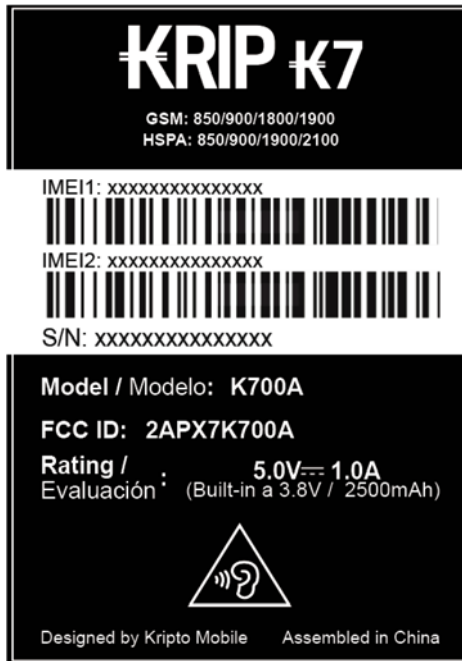 KRIP K7
GSM: 850/900/1800/1900
HSPA: 850/900/1900/2100
IMEI1: xxxxxxxxxxxxxxx
IMEI2: xxxxxxxxxxxxxxx
S/N: xxxxxxxxxxxxxxx
Model / Modelo: K700A
FCC ID: 2APX7K700A
Rating / Evaluación : 5.0V⎓1.0A
(Built-in a 3.8V / 2500mAh)
Designed by Kripto Mobile Assembled in China